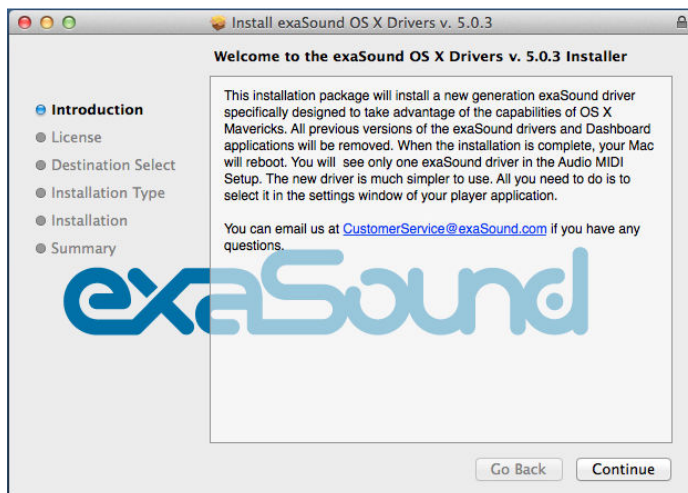 Install exaSound OS X Drivers v. 5.0.3
Welcome to the exaSound OS X Drivers v. 5.0.3 Installer
Introduction
License
Destination Select
Installation Type
Installation
Summary
This installation package will install a new generation exaSound driver
specifically designed to take advantage of the capabilities of OS X
Mavericks. All previous versions of the exaSound drivers and Dashboard
applications will be removed. When the installation is complete, your Mac
will reboot. You will see only one exaSound driver in the Audio MIDI
Setup. The new driver is much simpler to use. All you need to do is to
select it in the settings window of your player application.
You can email us at CustomerService@exaSound.com if you have any
questions.
exaSound
Go Back
Continue